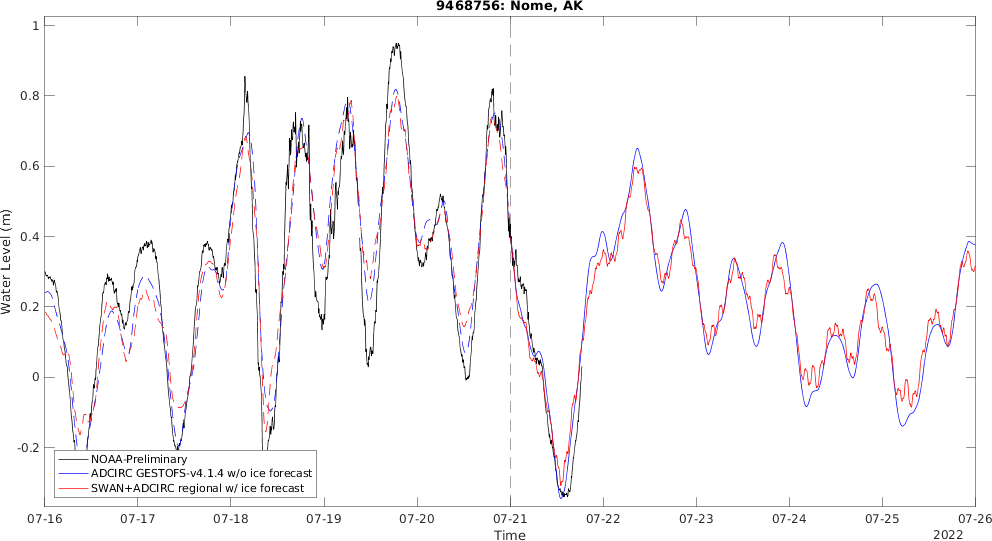 9468756: Nome, AK
1
0.8
0.6
0.4
0.2
0
-0.2
Water Level (m)
NOAA-Preliminary
ADCIRC GESTOFS-v4.1.4 w/o ice forecast
SWAN+ADCIRC regional w/ ice forecast
07-16 07-17 07-18 07-19 07-20 07-21 07-22 07-23 07-24 07-25 07-26
Time
2022